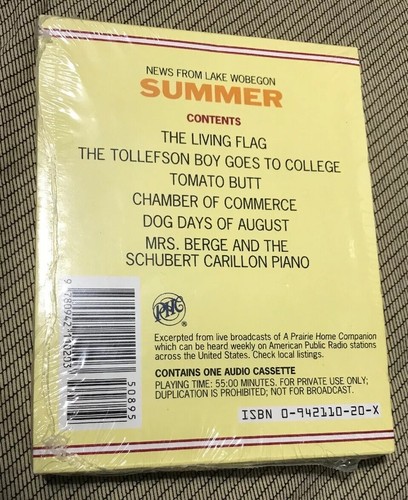 NEWS FROM LAKE WOBEGON
SUMMER
CONTENTS
THE LIVING FLAG
THE TOLLEFSON BOY GOES TO COLLEGE
TOMATO BUTT
CHAMBER OF COMMERCE
DOG DAYS OF AUGUST
MRS. BERGE AND THE
SCHUBERT CARILLON PIANO
PHC
®
Excerpted from live broadcasts of A Prairie Home Companion
which can be heard weekly on American Public Radio stations
across the United States. Check local listings.
CONTAINS ONE AUDIO CASSETTE
PLAYING TIME: 55:00 MINUTES. FOR PRIVATE USE ONLY;
DUPLICATION IS PROHIBITED; NOT FOR BROADCAST.
ISBN 0-942110-20-X
50895